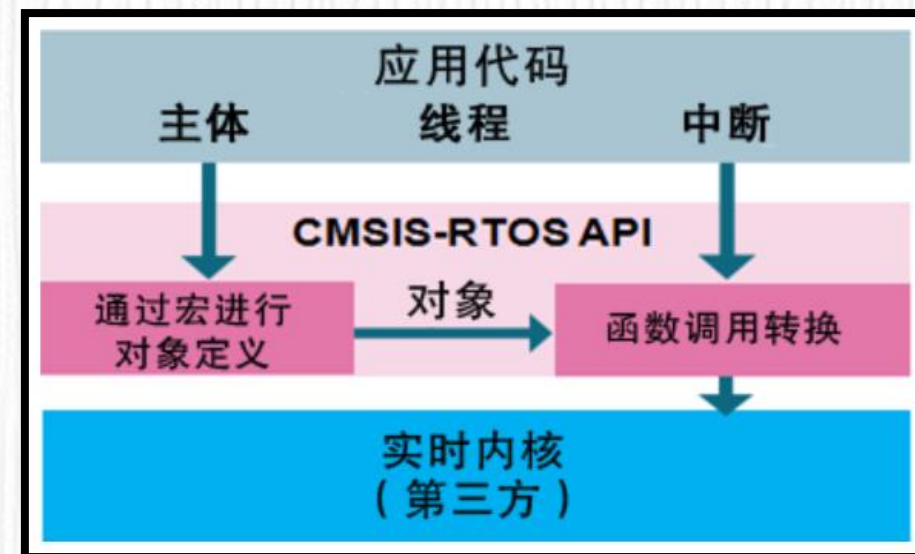 应用代码
主体 线程 中断
CMSIS-RTOS API
通过宏进行
对象定义
对象
函数调用转换
实时内核
（第三方）